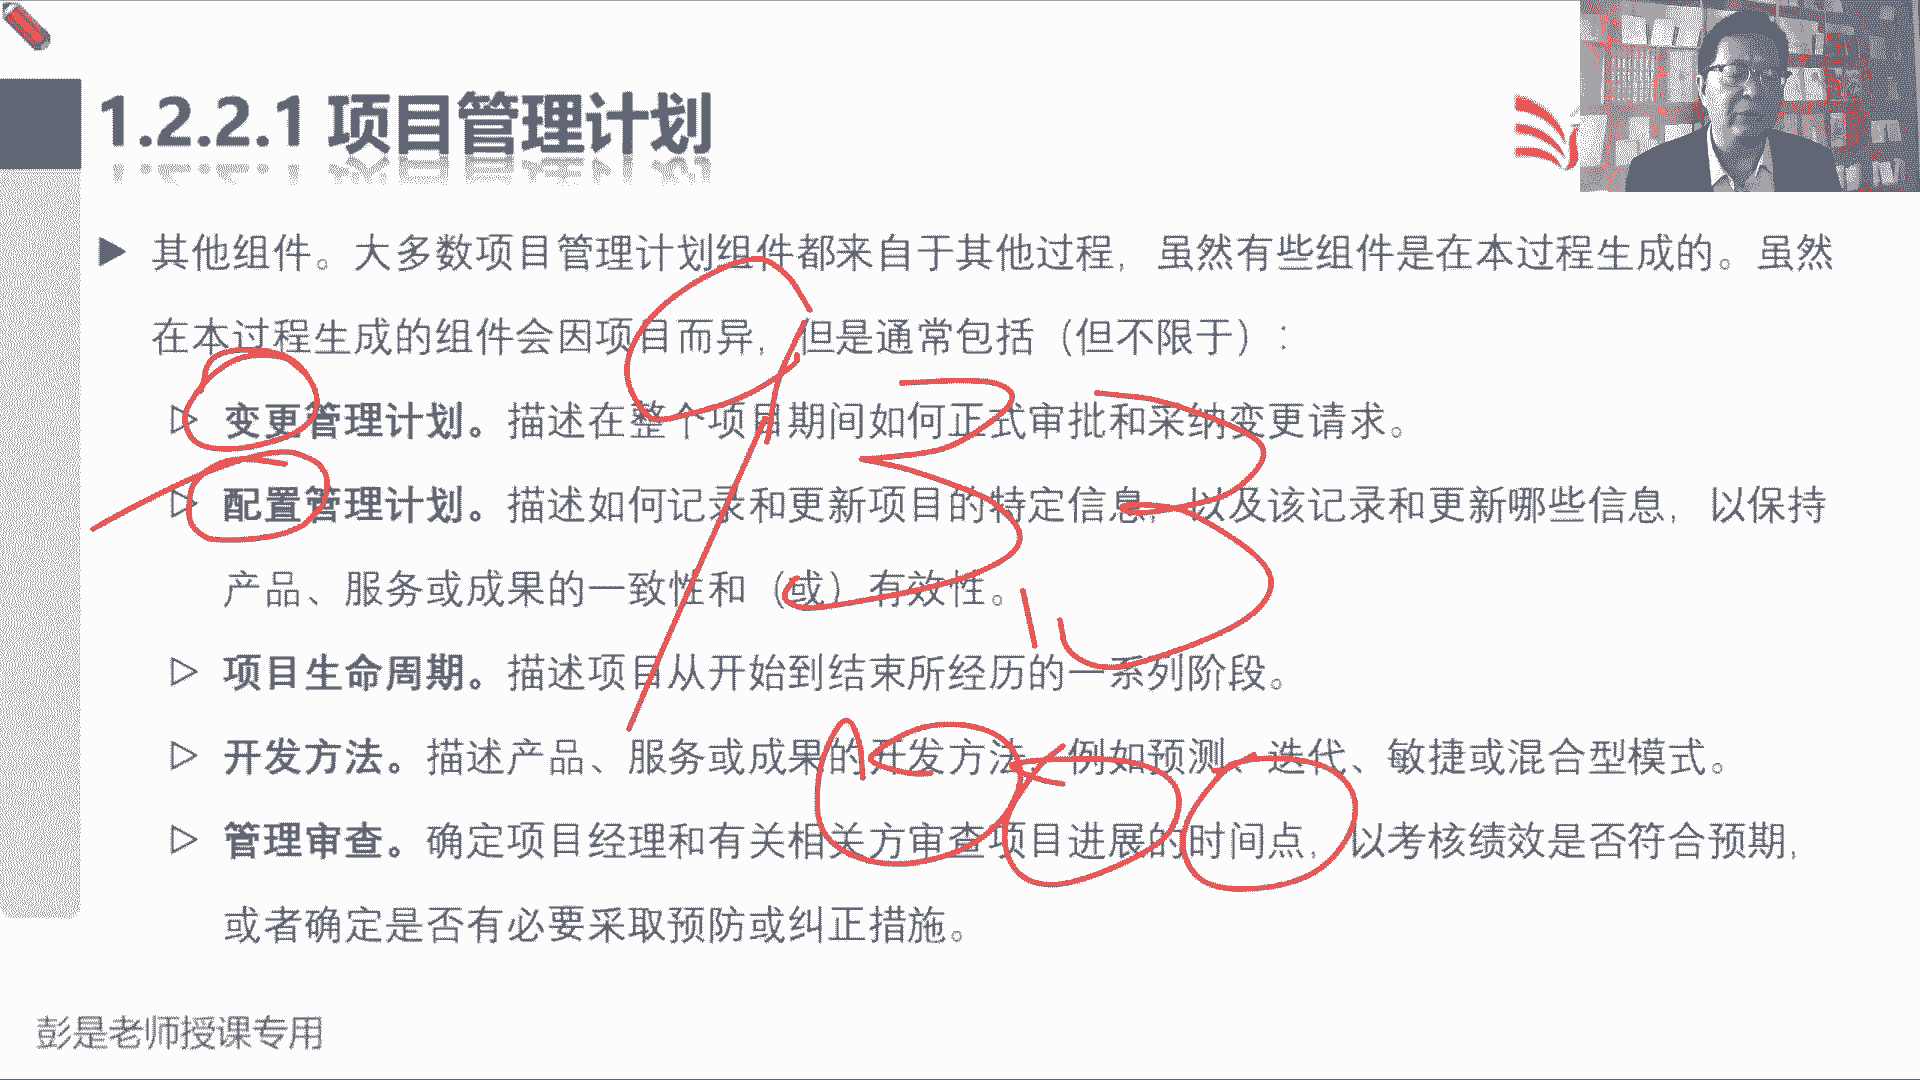 1.2.2.1 项目管理计划
其他组件。大多数项目管理计划组件都来自于其他过程，虽然有些组件是在本过程生成的。虽然
在本过程生成的组件会因项目而异，但是通常包括（但不限于）：
变更管理计划。描述在整个项目期间如何正式审批和采纳变更请求。
配置管理计划。描述如何记录和更新项目的特定信息，以及该记录和更新哪些信息，以保持
产品、服务或成果的一致性和（或）有效性。
项目生命周期。描述项目从开始到结束所经历的一系列阶段。
开发方法。描述产品、服务或成果的开发方法，例如预测、迭代、敏捷或混合型模式。
管理审查。确定项目经理和有关相关方审查项目进展的时间点，以考核绩效是否符合预期，
或者确定是否有必要采取预防或纠正措施。
彭是老师授课专用